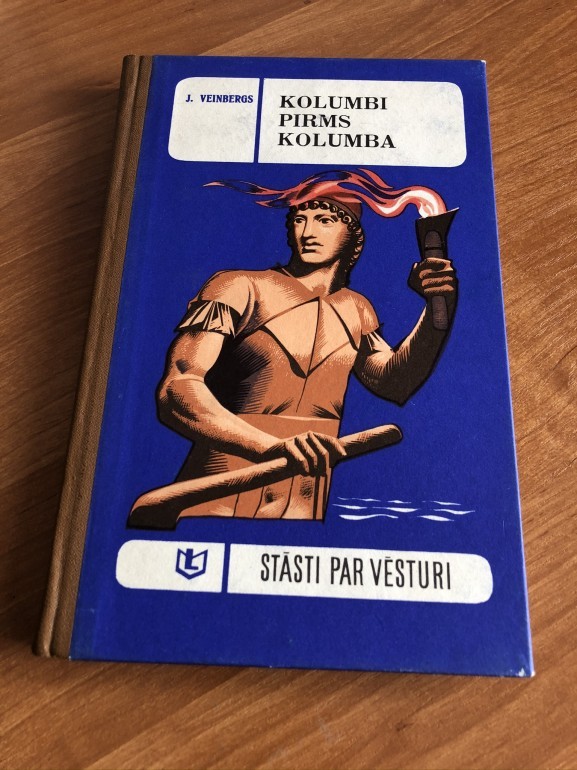 J. VEINBERGS
KOLUMBI
PIRMS
KOLUMBA
STĀSTI PAR VĒSTURI